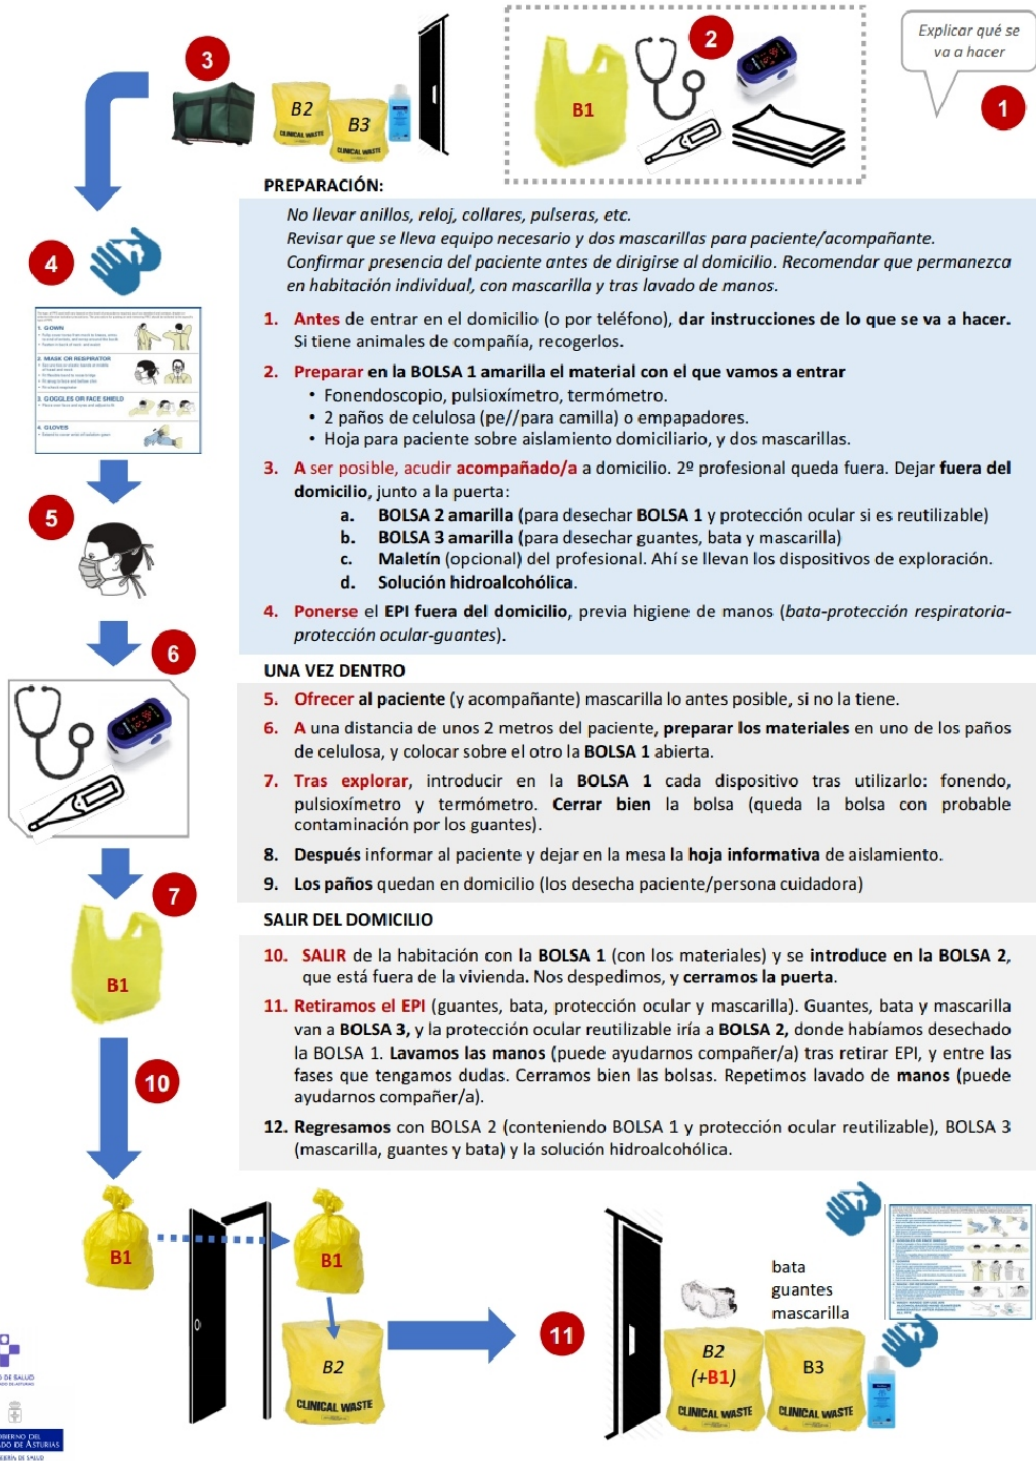 Explicar qué se
va a hacer
1
2
3
B1
B2
CLINICAL WASTE
B3
CLINICAL WASTE
PREPARACIÓN:
No llevar anillos, reloj, collares, pulseras, etc.
Revisar que se lleva equipo necesario y dos mascarillas para paciente/acompañante.
Confirmar presencia del paciente antes de dirigirse al domicilio. Recomendar que permanezca
en habitación individual, con mascarilla y tras lavado de manos.
1. Antes de entrar en el domicilio (o por teléfono), dar instrucciones de lo que se va a hacer.
Si tiene animales de compañía, recogerlos.
2. Preparar en la BOLSA 1 amarilla el material con el que vamos a entrar
• Fonendoscopio, pulsioxímetro, termómetro.
• 2 paños de celulosa (pe//para camilla) o empapadores.
• Hoja para paciente sobre aislamiento domiciliario, y dos mascarillas.
3. A ser posible, acudir acompañado/a a domicilio. 2º profesional queda fuera. Dejar fuera del
domicilio, junto a la puerta:
a. BOLSA 2 amarilla (para desechar BOLSA 1 y protección ocular si es reutilizable)
b. BOLSA 3 amarilla (para desechar guantes, bata y mascarilla)
c. Maletín (opcional) del profesional. Ahí se llevan los dispositivos de exploración.
d. Solución hidroalcohólica.
4. Ponerse el EPI fuera del domicilio, previa higiene de manos (bata-protección respiratoria-
protección ocular-guantes).
4
1. GOWN
2. MASK OR RESPIRATOR
3. GOGGLES OR FACE SHIELD
4. GLOVES
5
6
UNA VEZ DENTRO
5. Ofrecer al paciente (y acompañante) mascarilla lo antes posible, si no la tiene.
6. A una distancia de unos 2 metros del paciente, preparar los materiales en uno de los paños
de celulosa, y colocar sobre el otro la BOLSA 1 abierta.
7. Tras explorar, introducir en la BOLSA 1 cada dispositivo tras utilizarlo: fonendo,
pulsioxímetro y termómetro. Cerrar bien la bolsa (queda la bolsa con probable
contaminación por los guantes).
8. Después informar al paciente y dejar en la mesa la hoja informativa de aislamiento.
9. Los paños quedan en domicilio (los desecha paciente/persona cuidadora)
7
B1
SALIR DEL DOMICILIO
10. SALIR de la habitación con la BOLSA 1 (con los materiales) y se introduce en la BOLSA 2,
que está fuera de la vivienda. Nos despedimos, y cerramos la puerta.
11. Retiramos el EPI (guantes, bata, protección ocular y mascarilla). Guantes, bata y mascarilla
van a BOLSA 3, y la protección ocular reutilizable iría a BOLSA 2, donde habíamos desechado
la BOLSA 1. Lavamos las manos (puede ayudarnos compañer/a) tras retirar EPI, y entre las
fases que tengamos dudas. Cerramos bien las bolsas. Repetimos lavado de manos (puede
ayudarnos compañer/a).
12. Regresamos con BOLSA 2 (conteniendo BOLSA 1 y protección ocular reutilizable), BOLSA 3
(mascarilla, guantes y bata) y la solución hidroalcohólica.
10
B1
B1
B2
CLINICAL WASTE
11
bata
guantes
mascarilla
B2
(+B1)
CLINICAL WASTE
B3
CLINICAL WASTE
DE SALUD